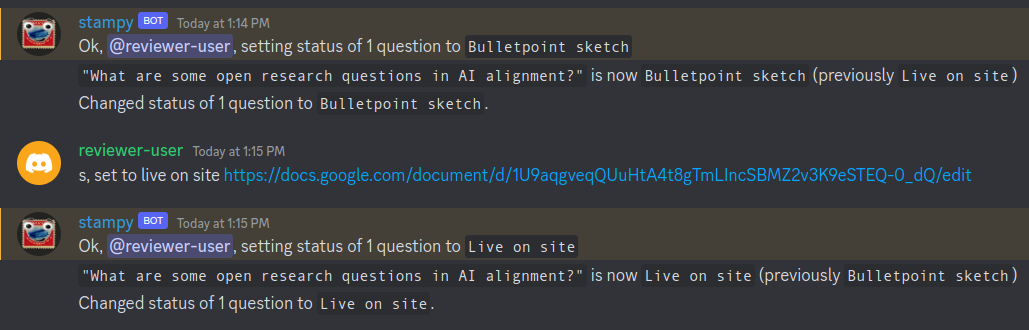 stampy BOT Today at 1:14 PM
Ok, @reviewer-user, setting status of 1 question to Bulletpoint sketch
"What are some open research questions in AI alignment?" is now Bulletpoint sketch (previously Live on site)
Changed status of 1 question to Bulletpoint sketch.
reviewer-user Today at 1:15 PM
s, set to live on site https://docs.google.com/document/d/1U9aqgveqQUuHtA4t8gTmLIncSBMZ2v3K9eSTEQ-0_dQ/edit
stampy BOT Today at 1:15 PM
Ok, @reviewer-user, setting status of 1 question to Live on site
"What are some open research questions in AI alignment?" is now Live on site (previously Bulletpoint sketch)
Changed status of 1 question to Live on site.